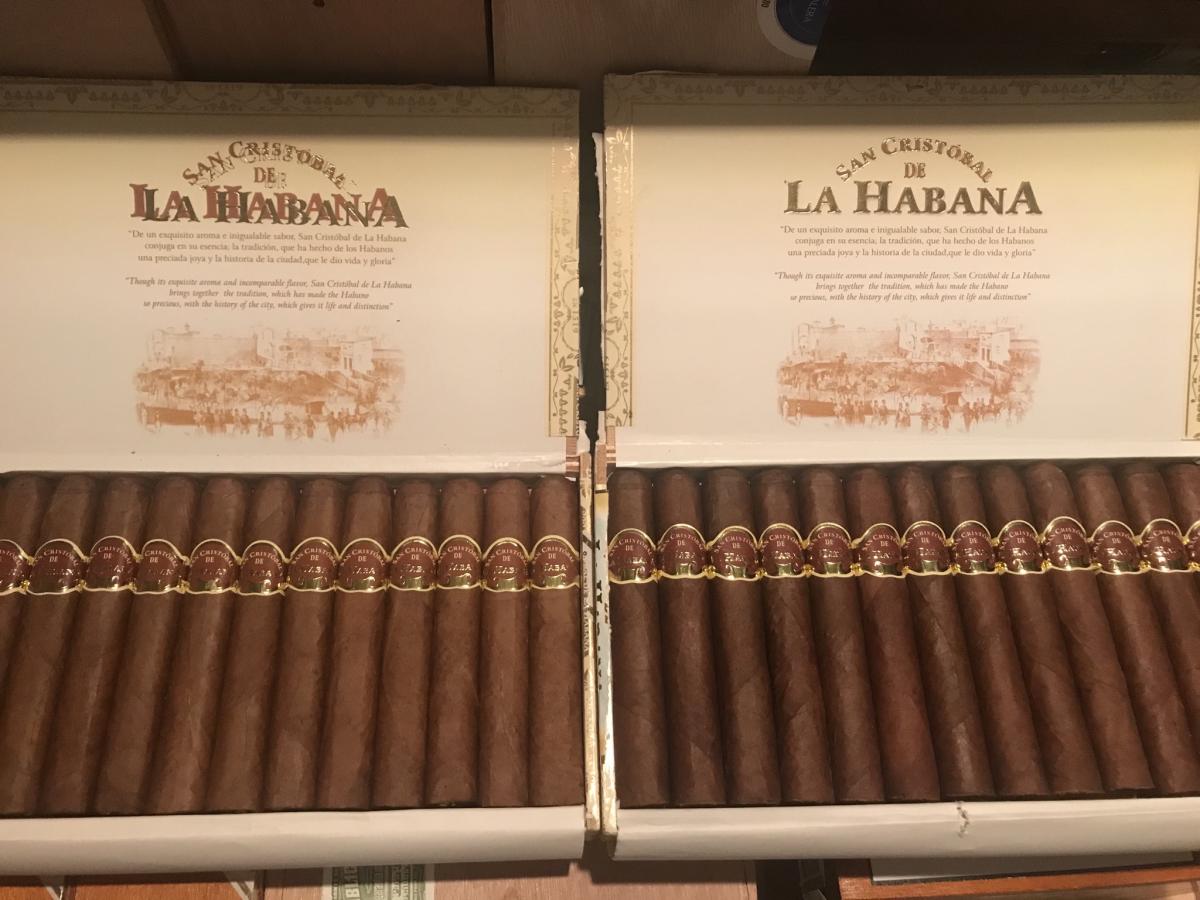 SAN CRISTÓBAL
DE
LA HABANA
"De un exquisito aroma e inigualable sabor, San Cristóbal de La Habana
conjuga en su esencia; la tradición, que ha hecho de los Habanos
una preciada joya y la historia de la ciudad,que le dio vida y gloria"
"Though its exquisite aroma and incomparable flavor, San Cristóbal de La Habana
brings together the tradition, which has made the Habano
so precious, with the history of the city, which gives it life and distinction"
SAN CRISTÓBAL
DE
LA HABANA
"De un exquisito aroma e inigualable sabor, San Cristóbal de La Habana
conjuga en su esencia; la tradición, que ha hecho de los Habanos
una preciada joya y la historia de la ciudad,que le dio vida y gloria"
"Though its exquisite aroma and incomparable flavor, San Cristóbal de La Habana
brings together the tradition, which has made the Habano
so precious, with the history of the city, which gives it life and distinction"